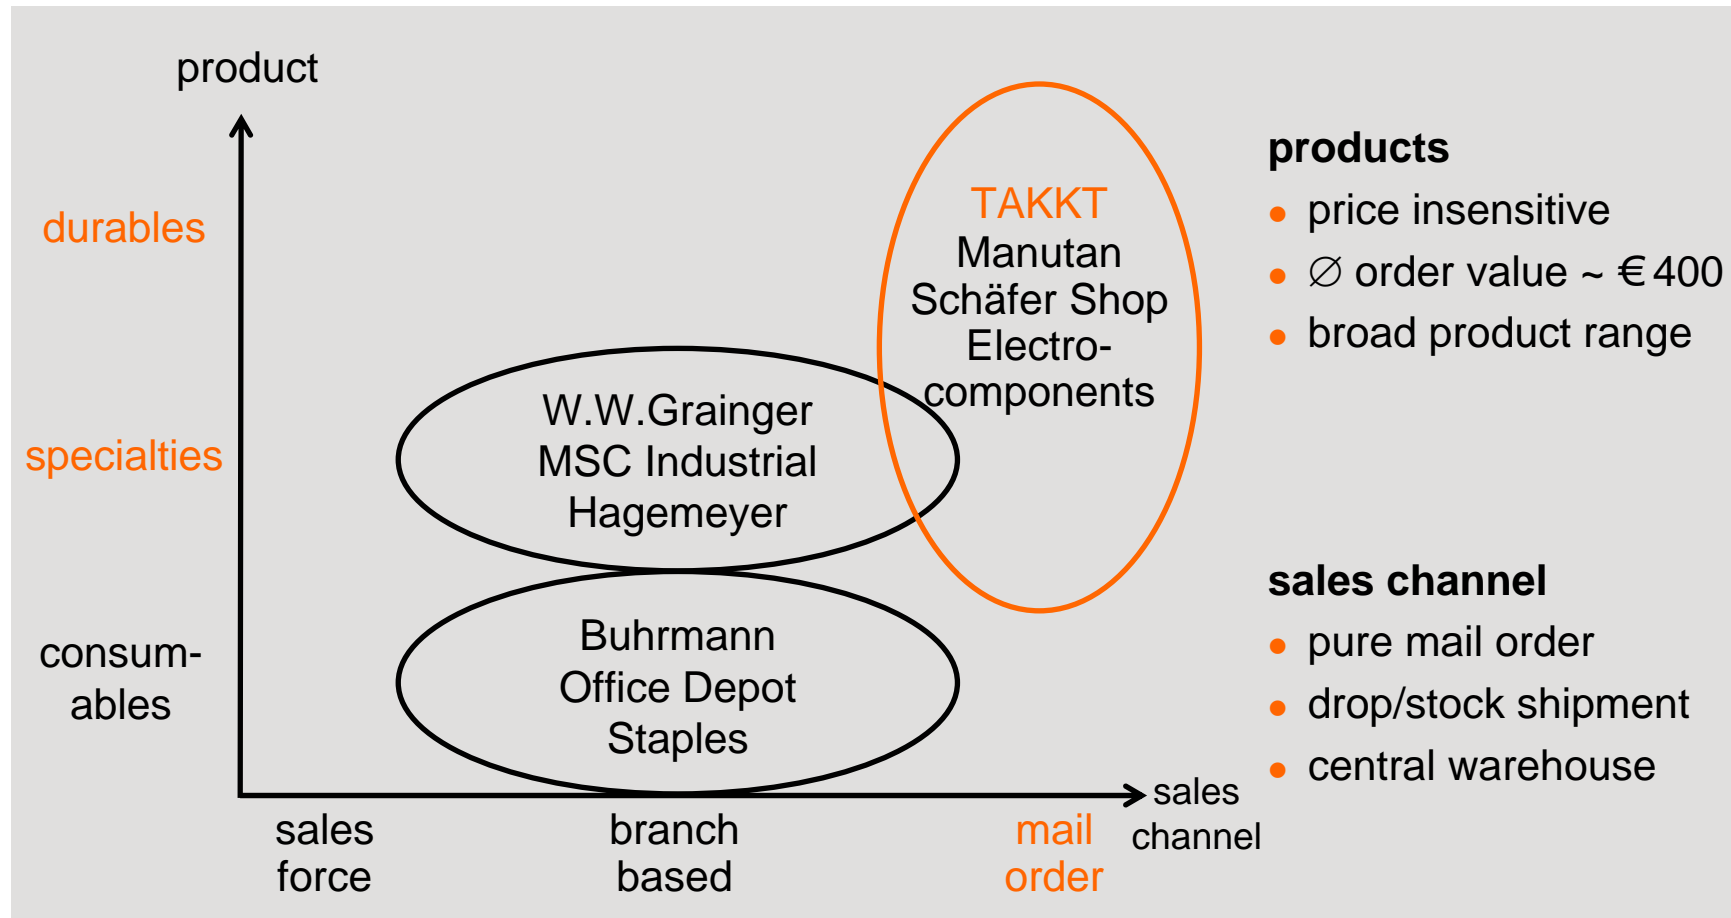 product
durables
specialties
consum-
ables
TAKKT
Manutan
Schäfer Shop
Electro-
components
W.W.Grainger
MSC Industrial
Hagemeyer
Buhrmann
Office Depot
Staples
sales
force
branch
based
mail
order
sales
channel
products
• price insensitive
• ∅ order value ~ € 400
• broad product range
sales channel
• pure mail order
• drop/stock shipment
• central warehouse